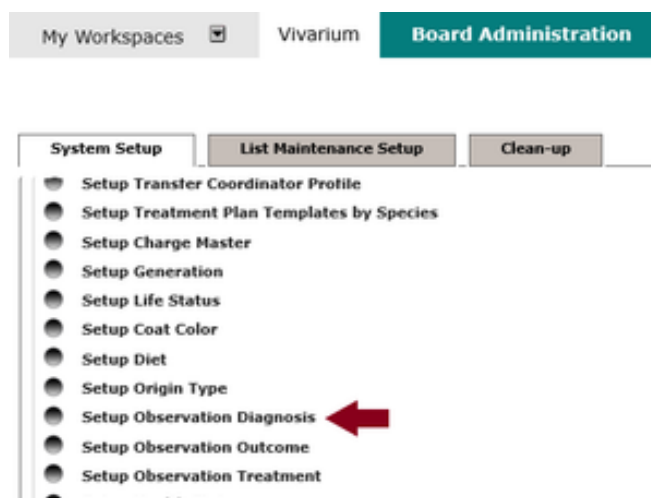 My Workspaces Vivarium Board Administration
System Setup List Maintenance Setup Clean-up
Setup Transfer Coordinator Profile
Setup Treatment Plan Templates by Species
Setup Charge Master
Setup Generation
Setup Life Status
Setup Coat Color
Setup Diet
Setup Origin Type
Setup Observation Diagnosis
Setup Observation Outcome
Setup Observation Treatment